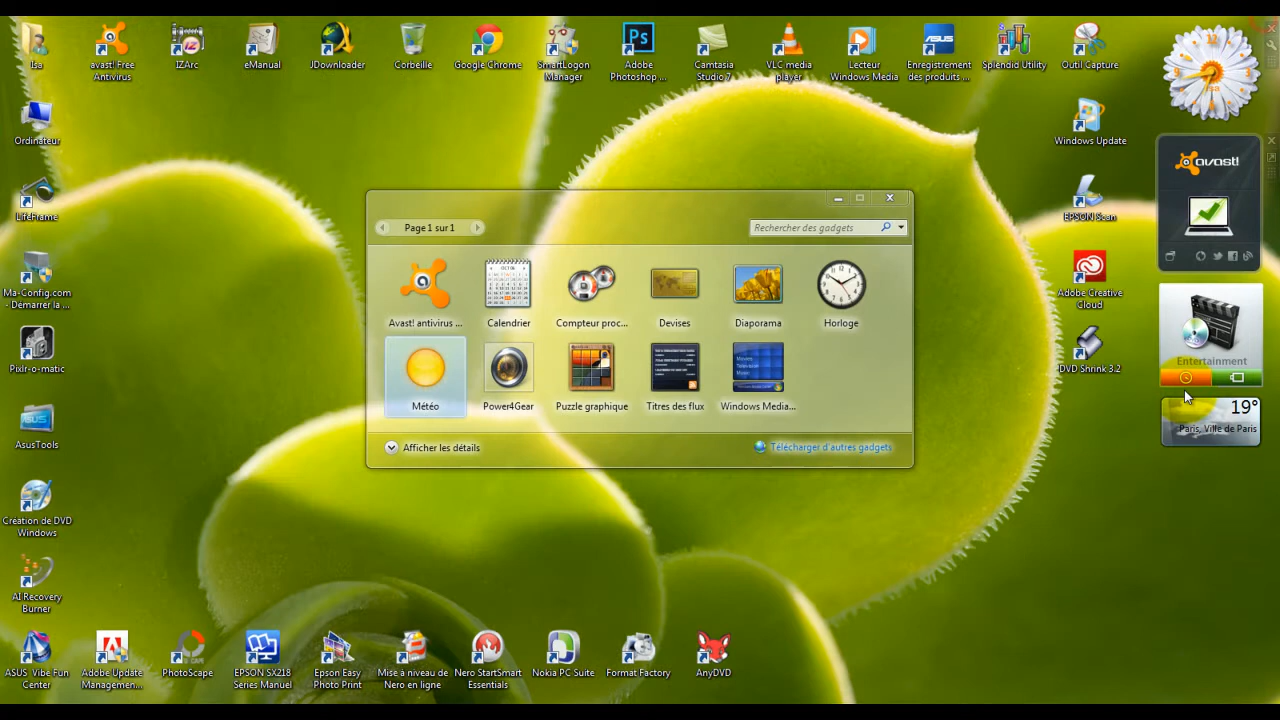 Isa
avast! Free
Antivirus
IZArc
eManual
JDownloader
Corbeille
Google Chrome
SmartLogon
Manager
Adobe
Photoshop ...
Camtasia
Studio 7
VLC media
player
Lecteur
Windows Media
Enregistrement
des produits ...
Splendid Utility
Outil Capture
Ordinateur
Windows Update
avast!
LifeFrame
EPSON Scan
Page 1 sur 1
Rechercher des gadgets
Ma-Config.com
- Démarrer la ...
Adobe Creative
Cloud
Avast! antivirus ...
Calendrier
Compteur proc...
Devises
Diaporama
Horloge
Pixlr-o-matic
DVD Shrink 3.2
Entertainment
Météo
Power4Gear
Puzzle graphique
Titres des flux
Windows Media...
19°
Paris, Ville de Paris
AsusTools
Afficher les détails
Télécharger d'autres gadgets
Création de DVD
Windows
AI Recovery
Burner
ASUS Vibe Fun
Center
Adobe Update
Managemen...
PhotoScape
EPSON SX218
Series Manuel
Epson Easy
Photo Print
Mise à niveau de
Nero en ligne
Nero StartSmart
Essentials
Nokia PC Suite
Format Factory
AnyDVD